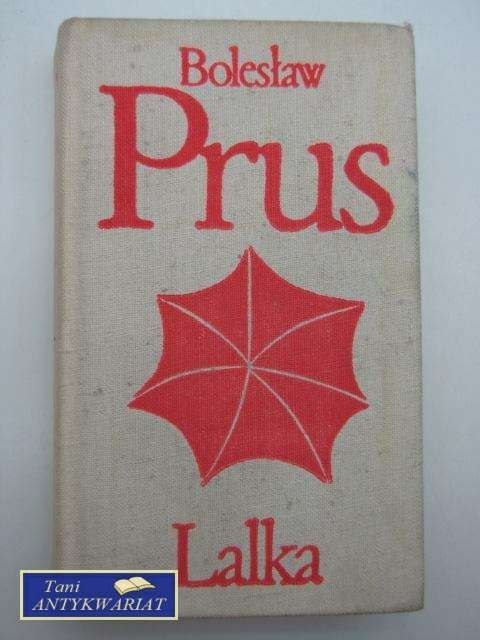 Bolesław
Prus
Lalka
Tani
ANTYKWARIAT